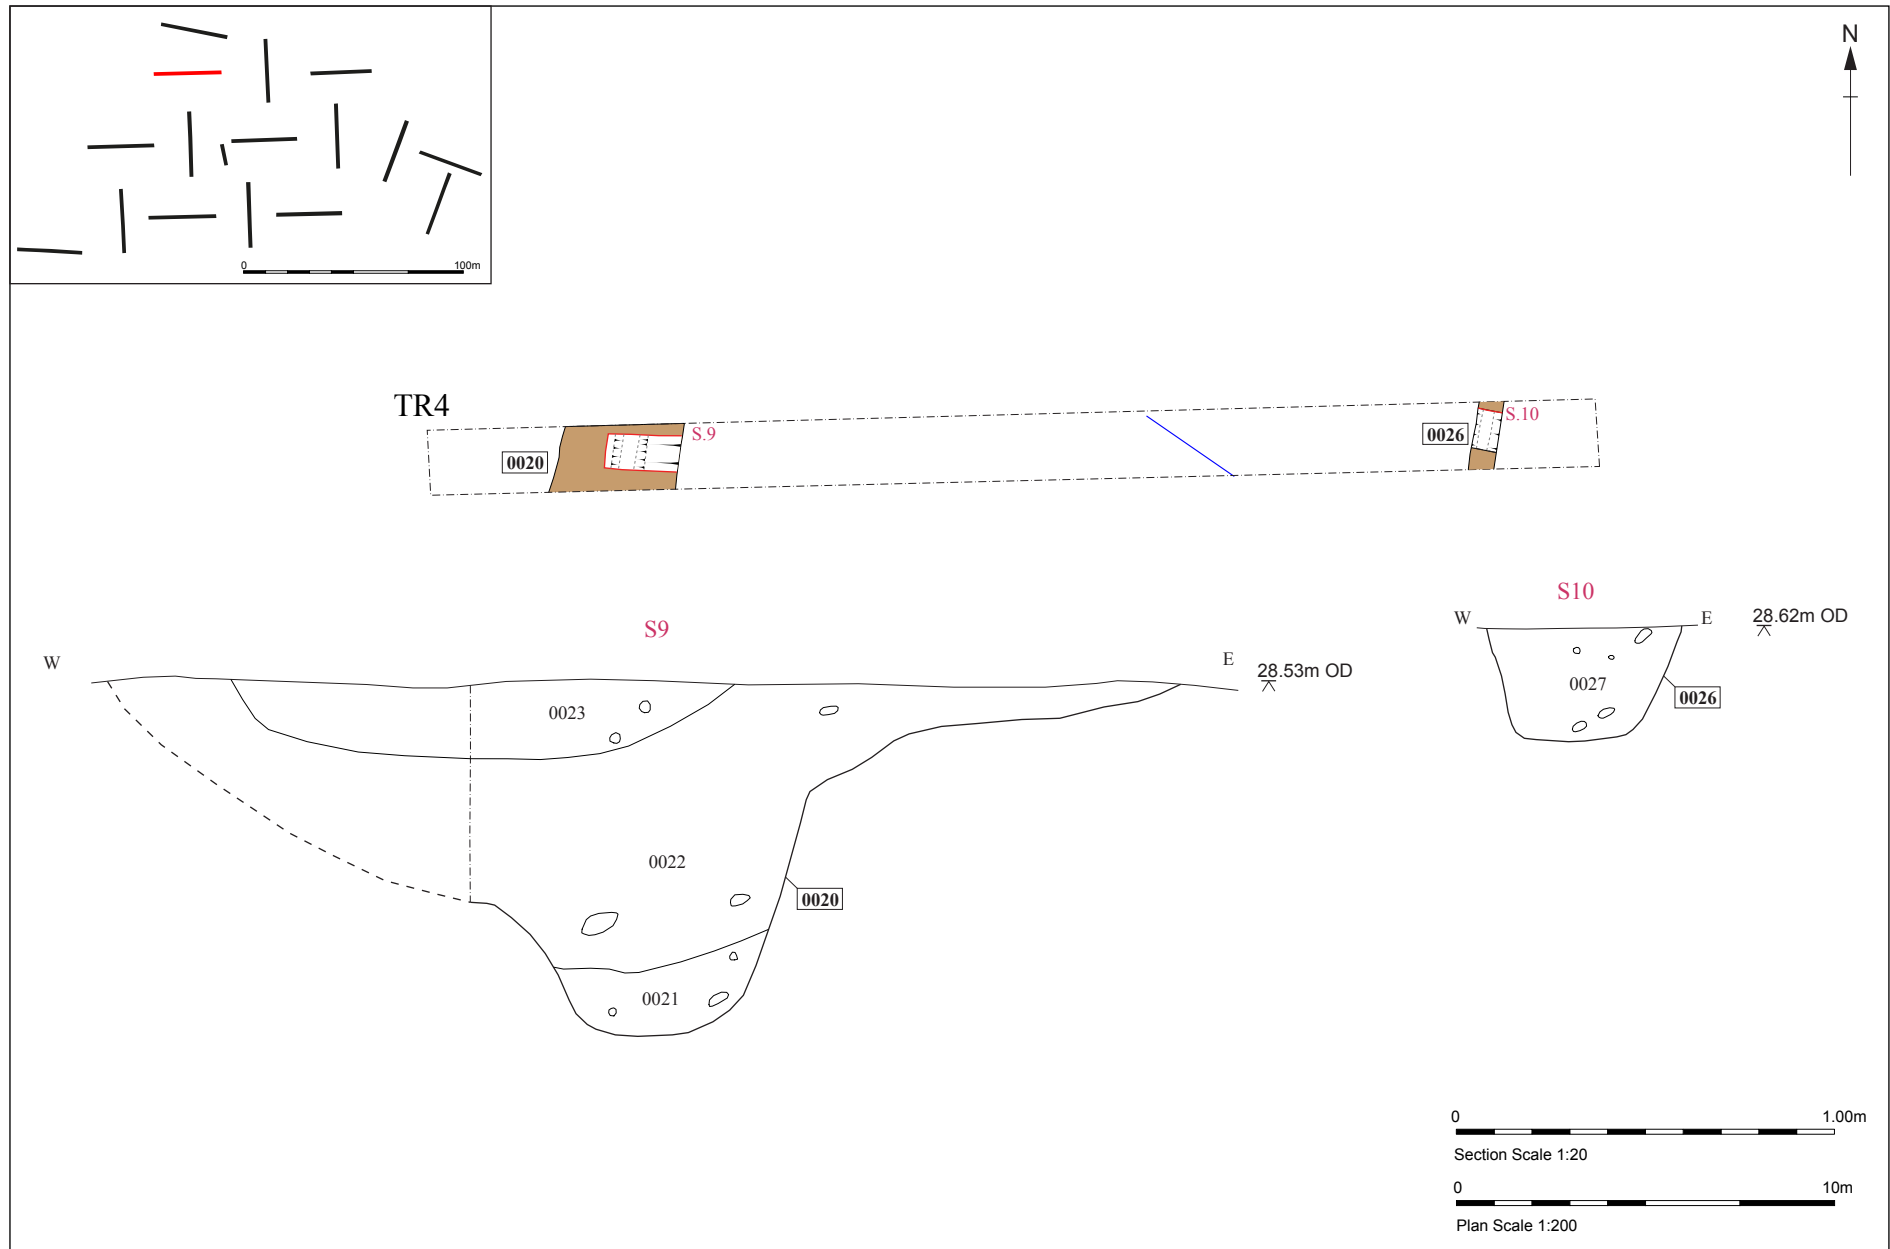 N
0 100m
TR4
S.9
0020
S.10
0026
S10
W E 28.62m OD
0027
0026
S9
W E 28.53m OD
0023
0022
0020
0021
0 1.00m
Section Scale 1:20
0 10m
Plan Scale 1:200